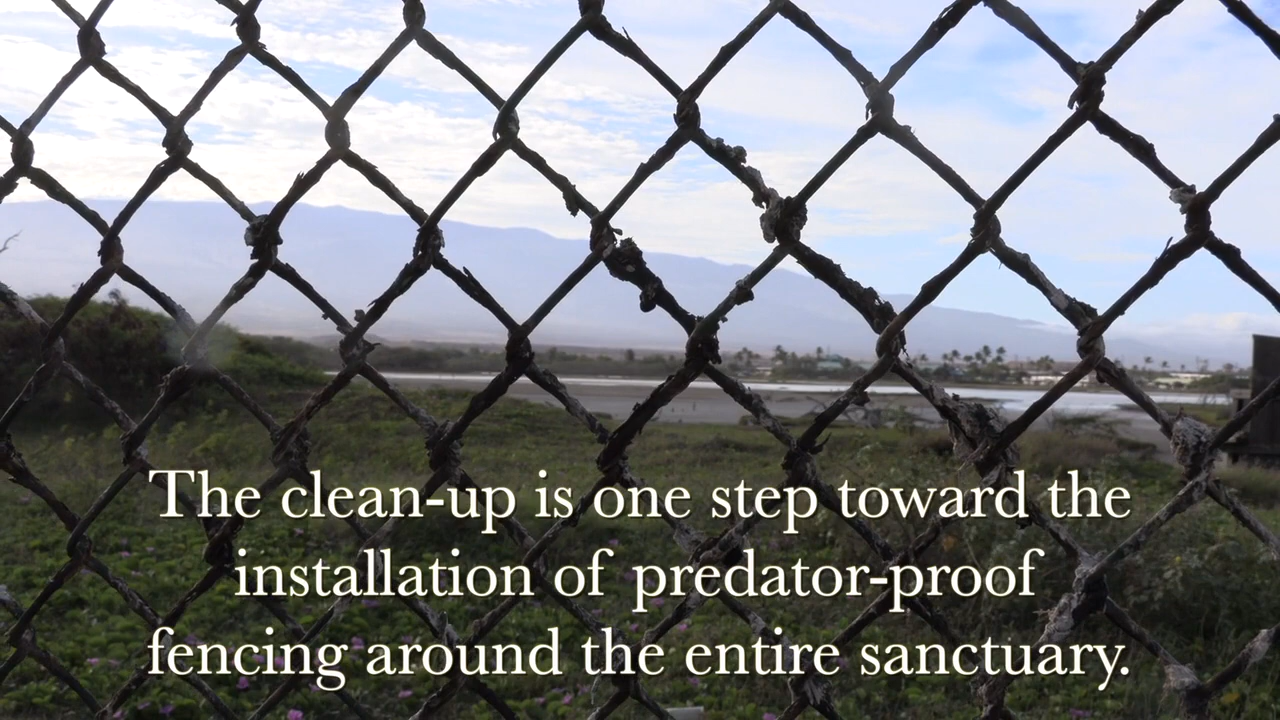 The clean-up is one step toward the
installation of predator-proof
fencing around the entire sanctuary.